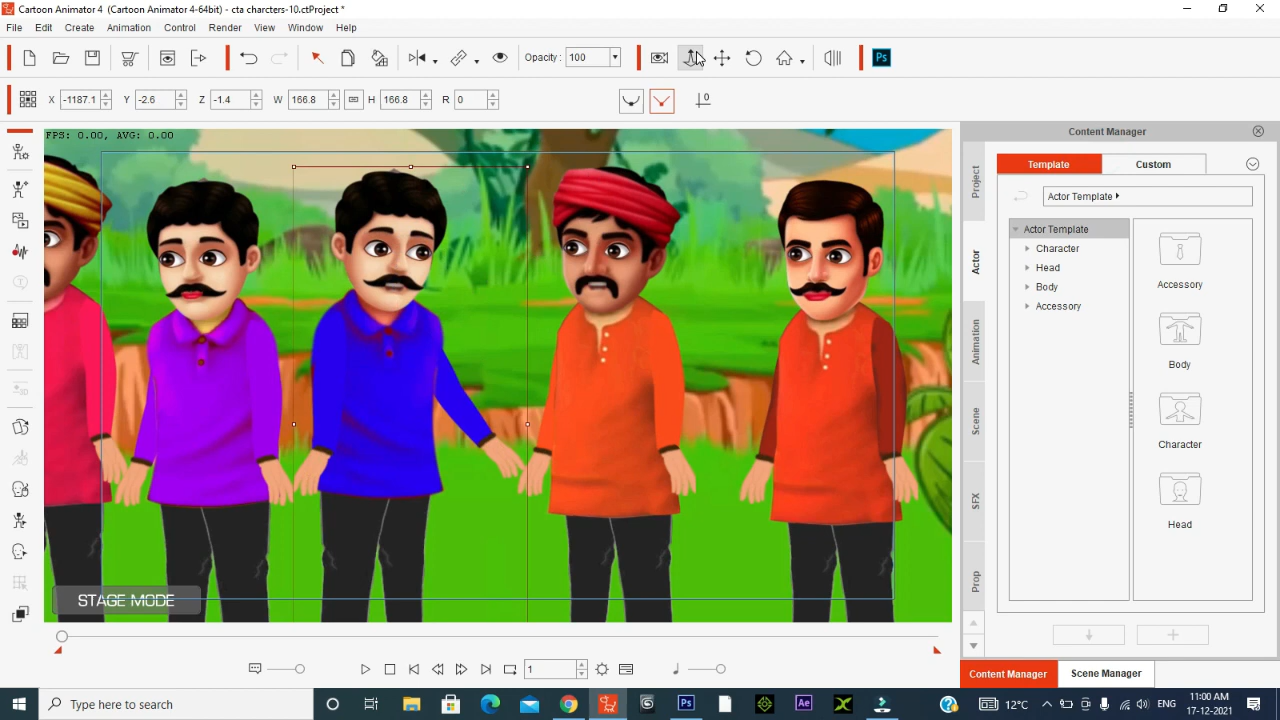 Cartoon Animator 4 (Cartoon Animator 4-64bit) - cta charcters-10.ctProject *
File Edit Create Animation Control Render View Window Help
Opacity : 100
Ps
X -1187.1 Y -2.6 Z -1.4 W 166.8 H 166.8 R 0
0
FPS: 0.00, AVG: 0.00
STAGE MODE
Content Manager
Template Custom
Actor Template
Actor Template
Character
Head
Body
Accessory
Accessory
Body
Character
Head
Project
Actor
Animation
Scene
SFX
Prop
1
Content Manager Scene Manager
Type here to search
Ps
Ae
12°C
ENG
11:00 AM
17-12-2021